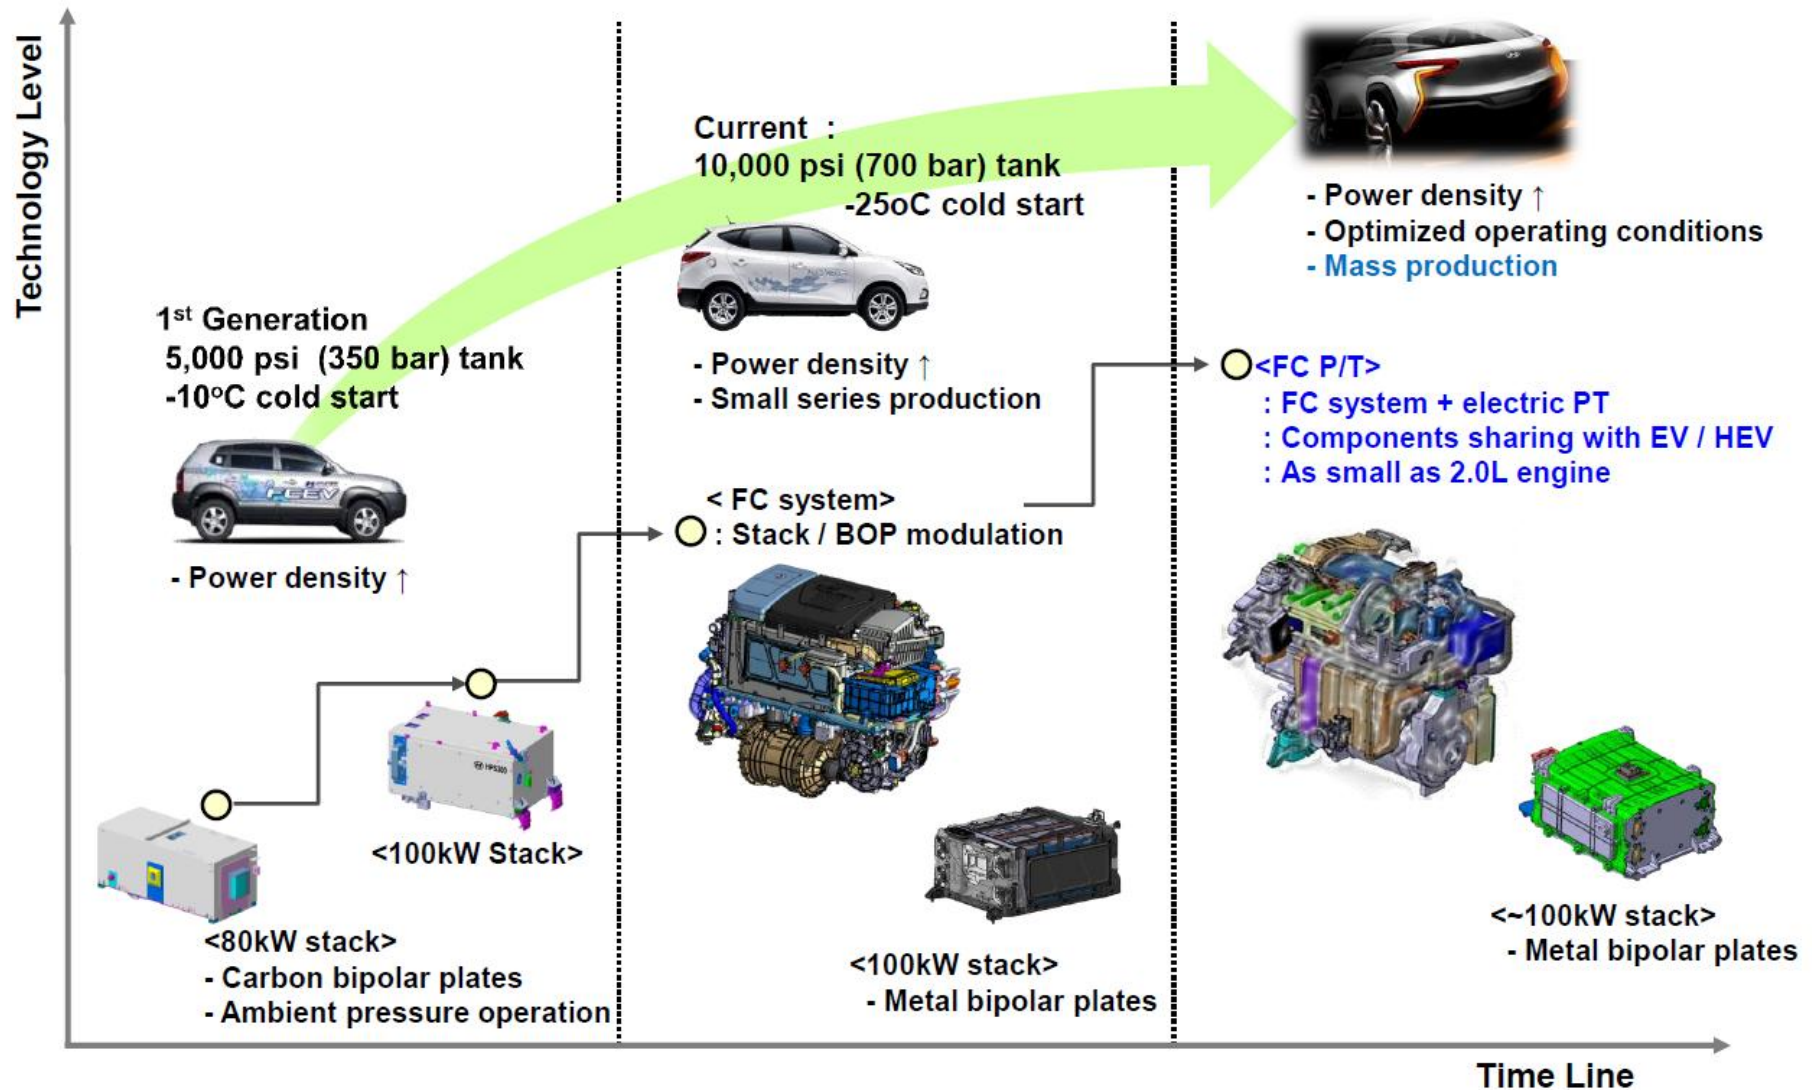 Technology Level
1st Generation
5,000 psi (350 bar) tank
-10oC cold start
FCEV
- Power density ↑
HPS300
<100kW Stack>
<80kW stack>
- Carbon bipolar plates
- Ambient pressure operation
Current :
10,000 psi (700 bar) tank
-25oC cold start
- Power density ↑
- Small series production
< FC system>
: Stack / BOP modulation
<100kW stack>
- Metal bipolar plates
- Power density ↑
- Optimized operating conditions
- Mass production
<FC P/T>
: FC system + electric PT
: Components sharing with EV / HEV
: As small as 2.0L engine
<~100kW stack>
- Metal bipolar plates
Time Line